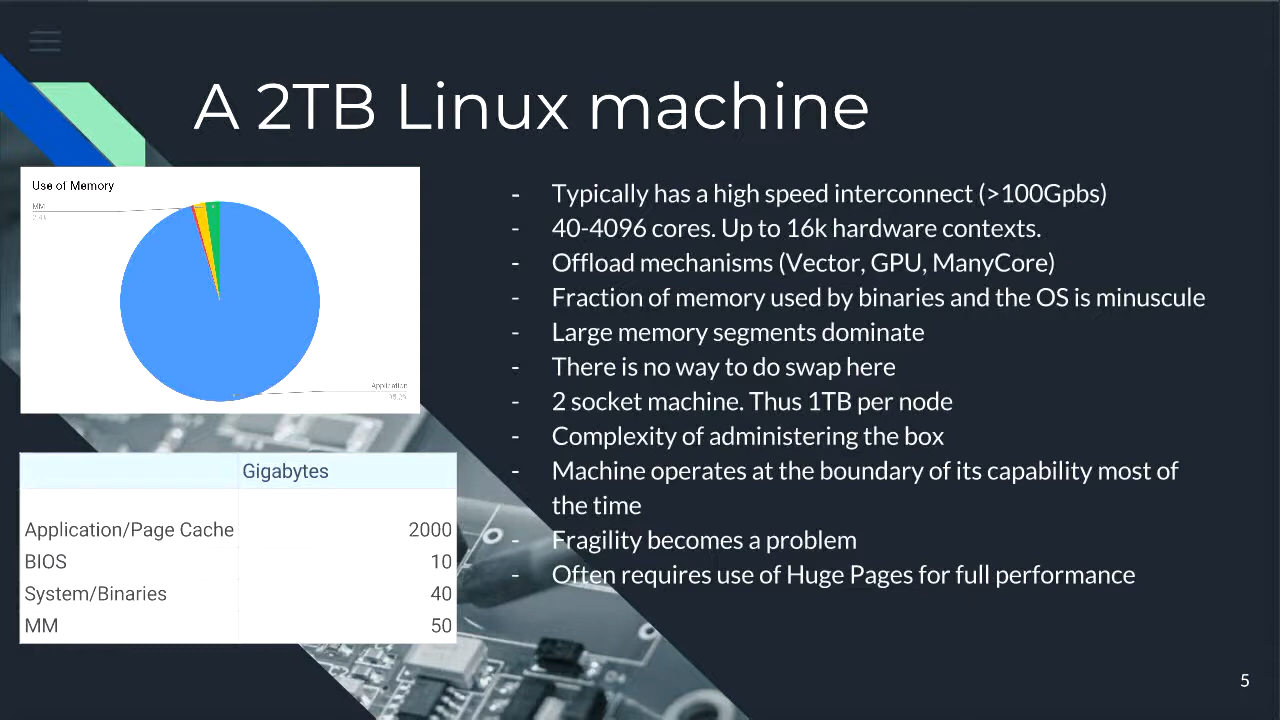 A 2TB Linux machine
Use of Memory
MM
Application
- Typically has a high speed interconnect (>100Gpbs)
- 40-4096 cores. Up to 16k hardware contexts.
- Offload mechanisms (Vector, GPU, ManyCore)
- Fraction of memory used by binaries and the OS is minuscule
- Large memory segments dominate
- There is no way to do swap here
- 2 socket machine. Thus 1TB per node
- Complexity of administering the box
- Machine operates at the boundary of its capability most of
the time
- Fragility becomes a problem
- Often requires use of Huge Pages for full performance
Gigabytes
Application/Page Cache 2000
BIOS 10
System/Binaries 40
MM 50
5